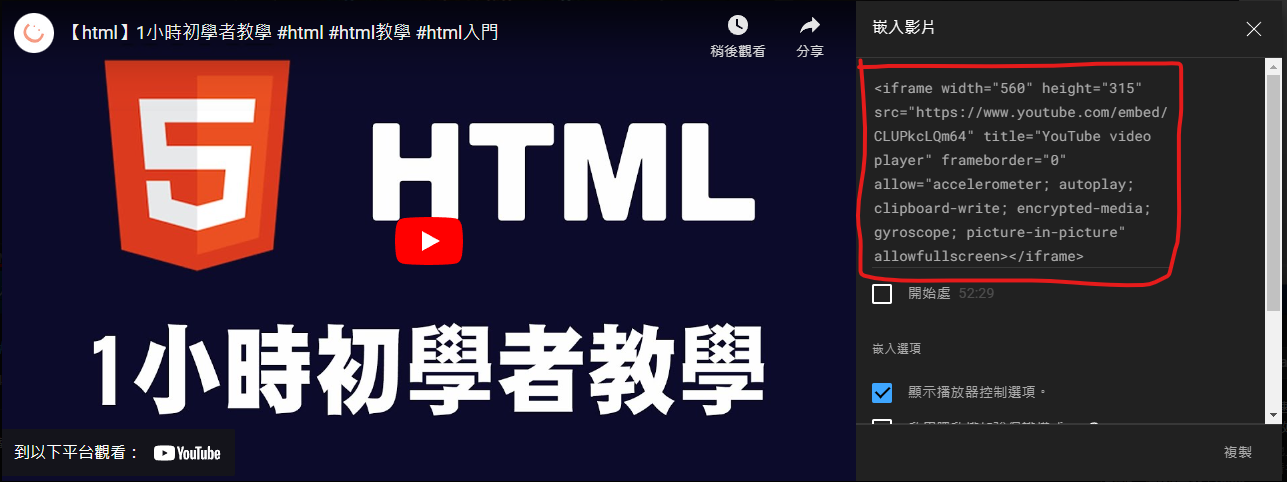 【html】1小時初學者教學 #html #html教學 #html入門
稍後觀看
分享
5
HTML
1小時初學者教學
到以下平台觀看：
YouTube
嵌入影片
<iframe width="560" height="315"
src="https://www.youtube.com/embed/
CLUPkcLQm64" title="YouTube video
player" frameborder="0"
allow="accelerometer; autoplay;
clipboard-write; encrypted-media;
gyroscope; picture-in-picture"
allowfullscreen></iframe>
開始處 52:29
嵌入選項
顯示播放器控制選項。
複製